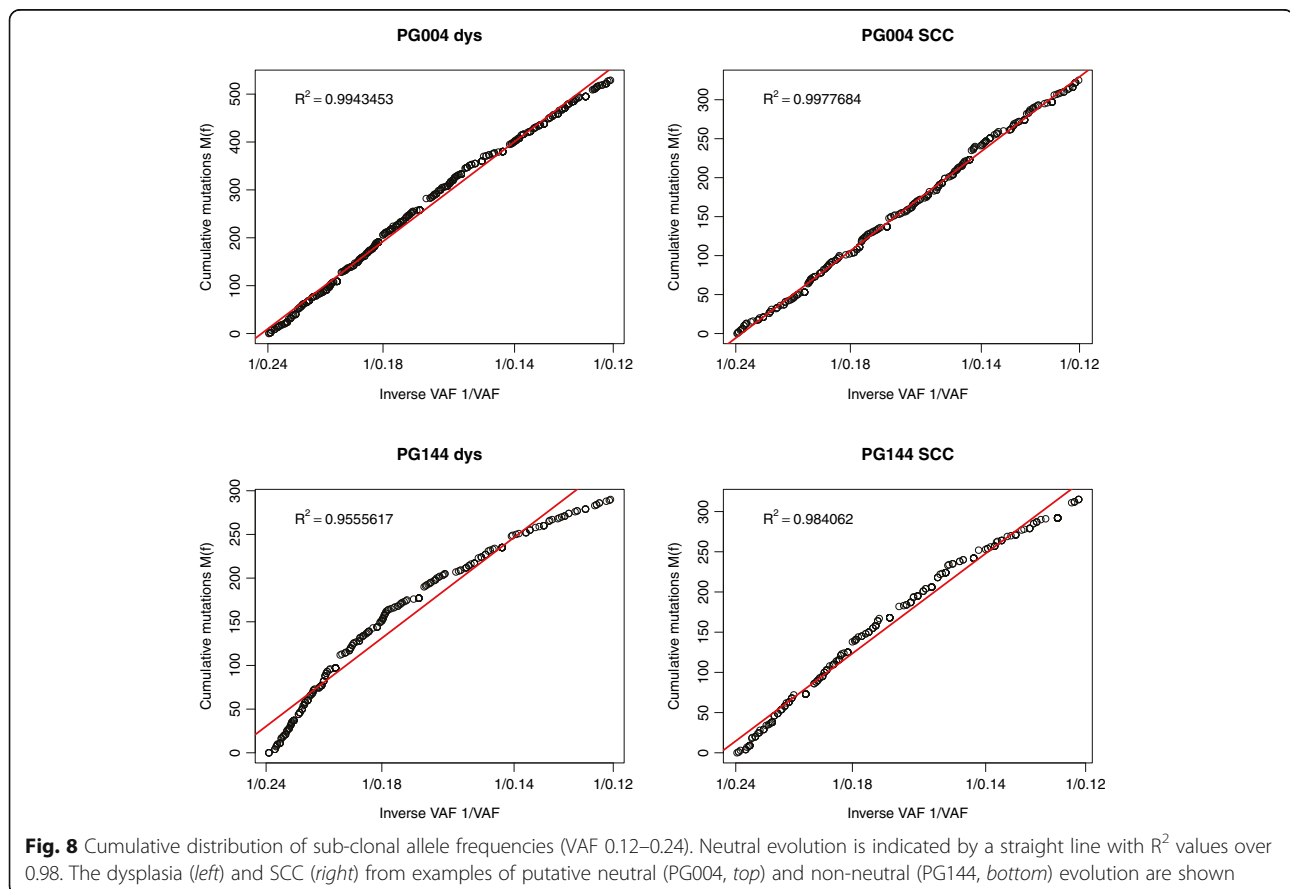 PG004 dys
R² = 0.9943453
Cumulative mutations M(f)
0 100 200 300 400 500
1/0.24 1/0.18 1/0.14 1/0.12
Inverse VAF 1/VAF
PG004 SCC
R² = 0.9977684
Cumulative mutations M(f)
0 50 100 150 200 250 300
1/0.24 1/0.18 1/0.14 1/0.12
Inverse VAF 1/VAF
PG144 dys
R² = 0.9555617
Cumulative mutations M(f)
0 50 100 150 200 250 300
1/0.24 1/0.18 1/0.14 1/0.12
Inverse VAF 1/VAF
PG144 SCC
R² = 0.984062
Cumulative mutations M(f)
0 50 100 150 200 250 300
1/0.24 1/0.18 1/0.14 1/0.12
Inverse VAF 1/VAF
Fig. 8 Cumulative distribution of sub-clonal allele frequencies (VAF 0.12–0.24). Neutral evolution is indicated by a straight line with R² values over
0.98. The dysplasia (left) and SCC (right) from examples of putative neutral (PG004, top) and non-neutral (PG144, bottom) evolution are shown